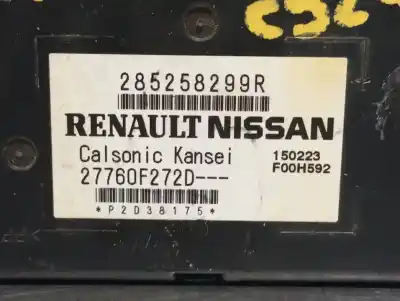 285258299R
RENAULT NISSAN
Calsonic Kansei
150223
27760F272D---
F00H592
*P2D38175*